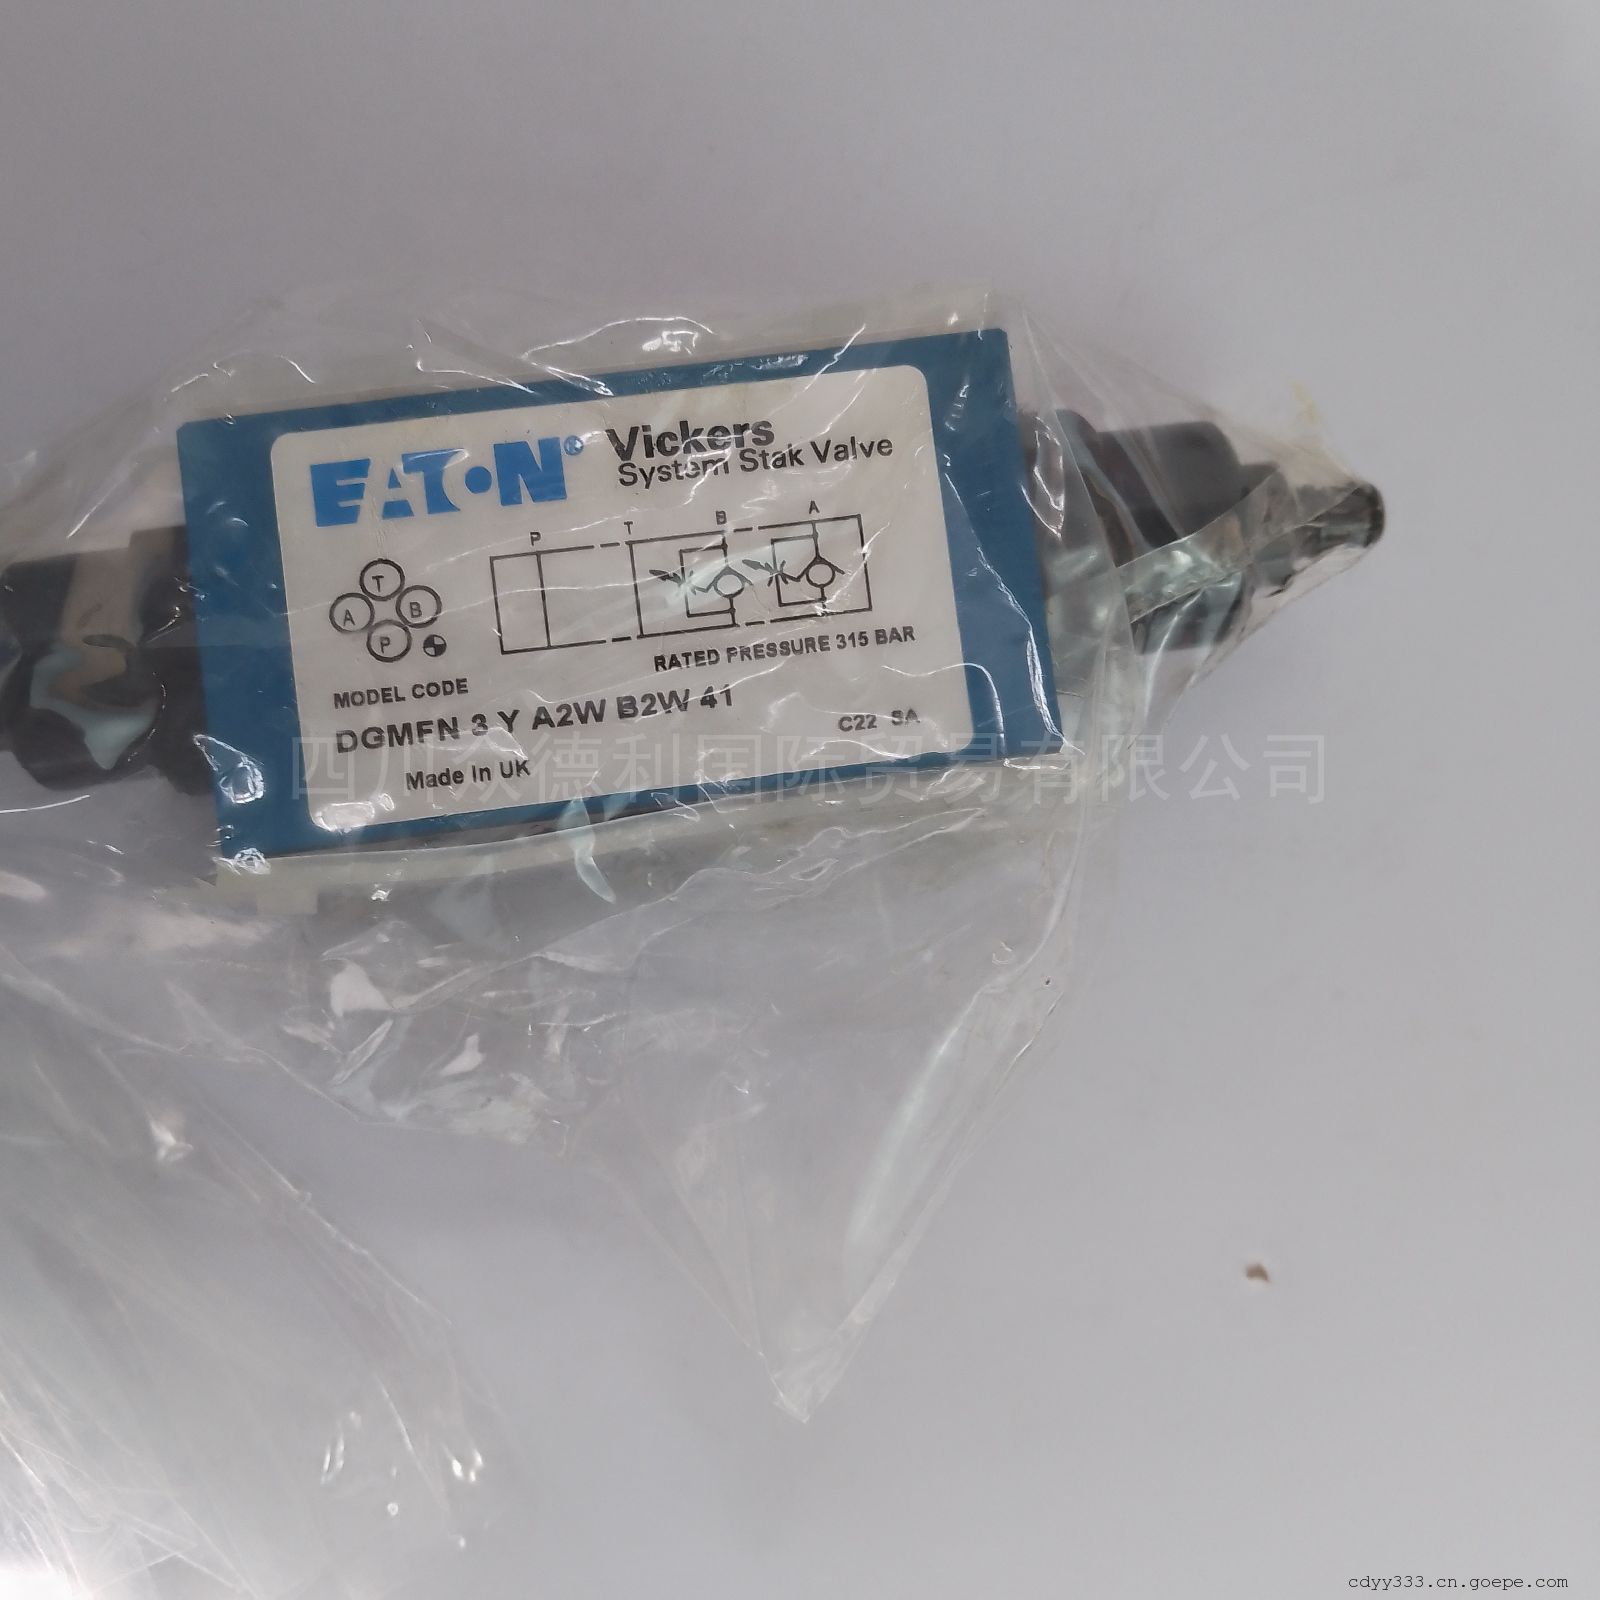 EATON® Vickers
System Stak Valve
P T B A
T
A B
P
RATED PRESSURE 315 BAR
MODEL CODE
DGMFN 3 Y A2W B2W 41
C22 SA
Made In UK
四川众德利国际贸易有限公司
cdyy333.cn.goepe.com